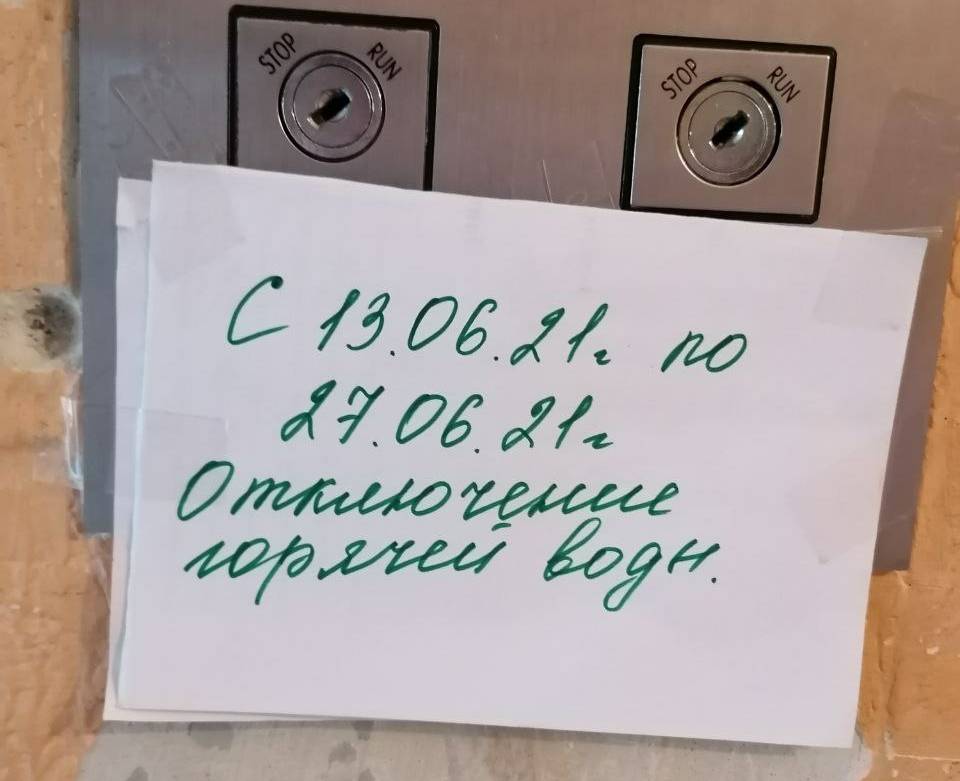 STOP RUN
STOP RUN
С 13.06.21г по
27.06.21г
Отключение
горячей воды.